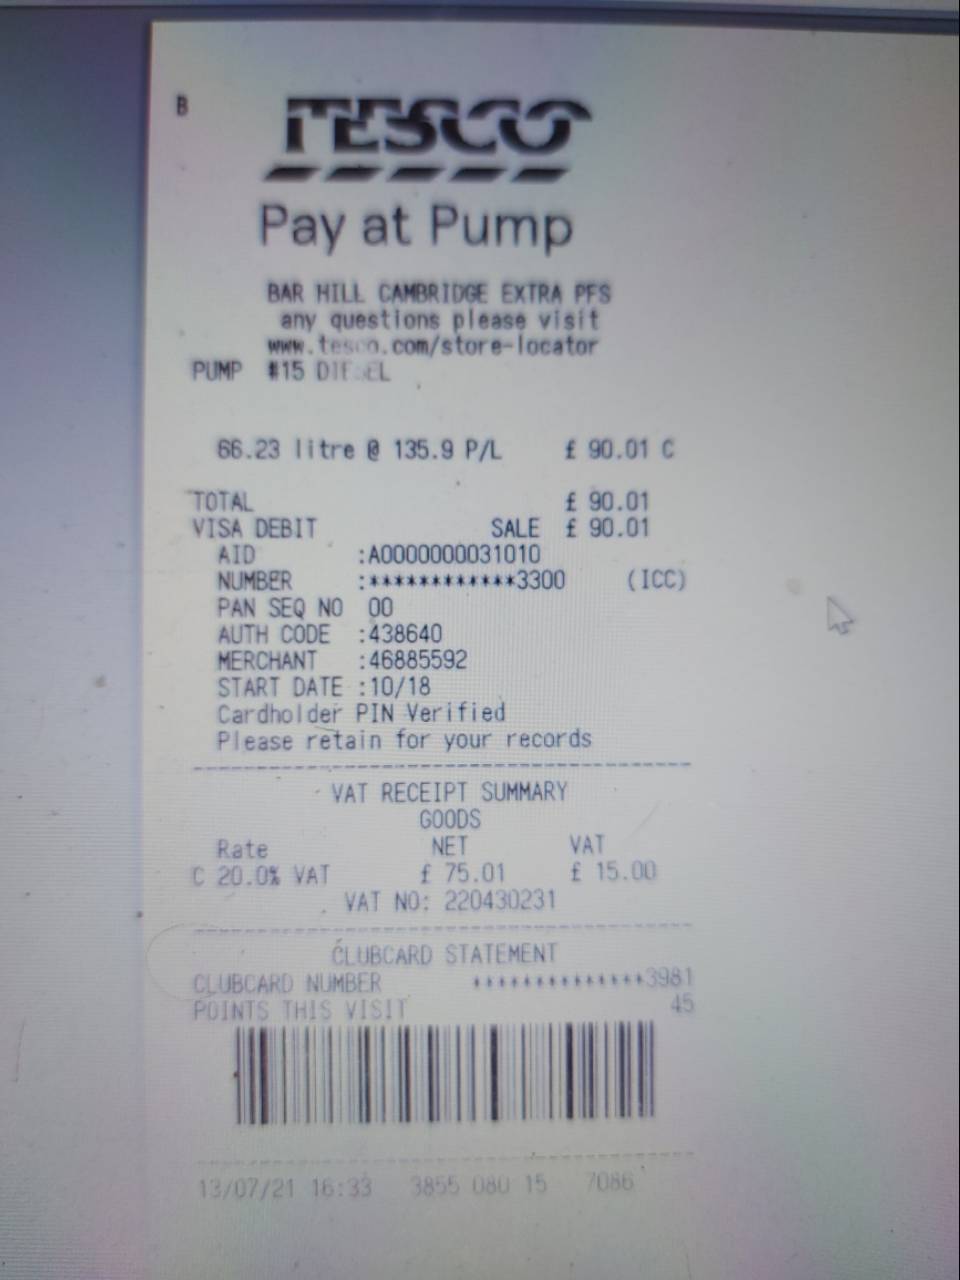 B
TESCO
Pay at Pump
BAR HILL CAMBRIDGE EXTRA PFS
any questions please visit
www.tesco.com/store-locator
PUMP #15 DIESEL
66.23 litre @ 135.9 P/L £ 90.01 C
TOTAL £ 90.01
VISA DEBIT SALE £ 90.01
AID :A0000000031010
NUMBER :************3300 (ICC)
PAN SEQ NO 00
AUTH CODE :438640
MERCHANT :46885592
START DATE :10/18
Cardholder PIN Verified
Please retain for your records
VAT RECEIPT SUMMARY
GOODS
Rate NET VAT
C 20.0% VAT £ 75.01 £ 15.00
VAT NO: 220430231
CLUBCARD STATEMENT
CLUBCARD NUMBER **************3981
POINTS THIS VISIT 45
13/07/21 16:33 3855 080 15 7086